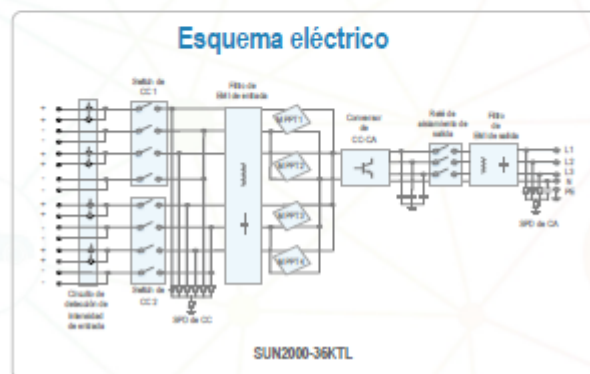 Esquema eléctrico
Switch de
CC 1
Filtro de
EMI de entrada
Conversor
de
CC-CA
Relé de
aislamiento de
salida
Filtro
de
EMI de salida
MPPT1
MPPT2
MPPT3
MPPT4
L1
L2
L3
N
PE
SPD de CA
Circuito de
detección de
intensidad
de entrada
Switch de
CC 2
SPD de CC
SUN2000-36KTL